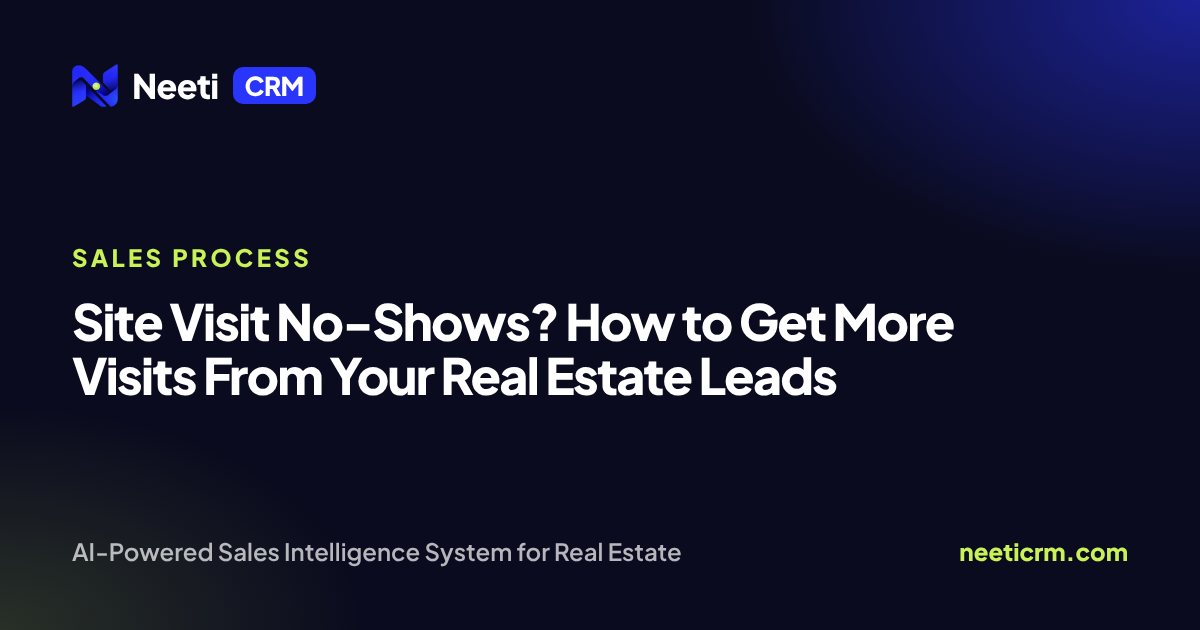 Neeti CRM
SALES PROCESS
Site Visit No-Shows? How to Get More
Visits From Your Real Estate Leads
AI-Powered Sales Intelligence System for Real Estate
neeticrm.com